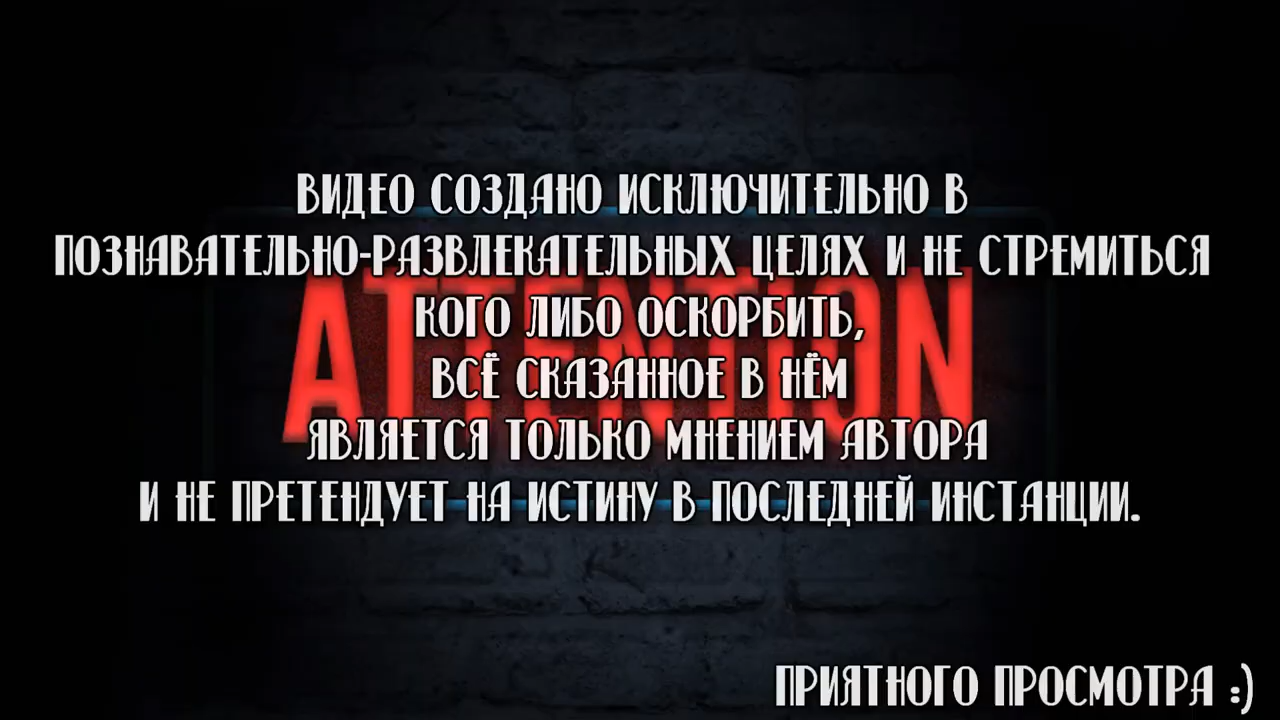 ВИДЕО СОЗДАНО ИСКЛЮЧИТЕЛЬНО В
ПОЗНАВАТЕЛЬНО-РАЗВЛЕКАТЕЛЬНЫХ ЦЕЛЯХ И НЕ СТРЕМИТЬСЯ
КОГО ЛИБО ОСКОРБИТЬ,
ATTENTION
ВСЁ СКАЗАННОЕ В НЁМ
ЯВЛЯЕТСЯ ТОЛЬКО МНЕНИЕМ АВТОРА
И НЕ ПРЕТЕНДУЕТ НА ИСТИНУ В ПОСЛЕДНЕЙ ИНСТАНЦИИ.
ПРИЯТНОГО ПРОСМОТРА :)